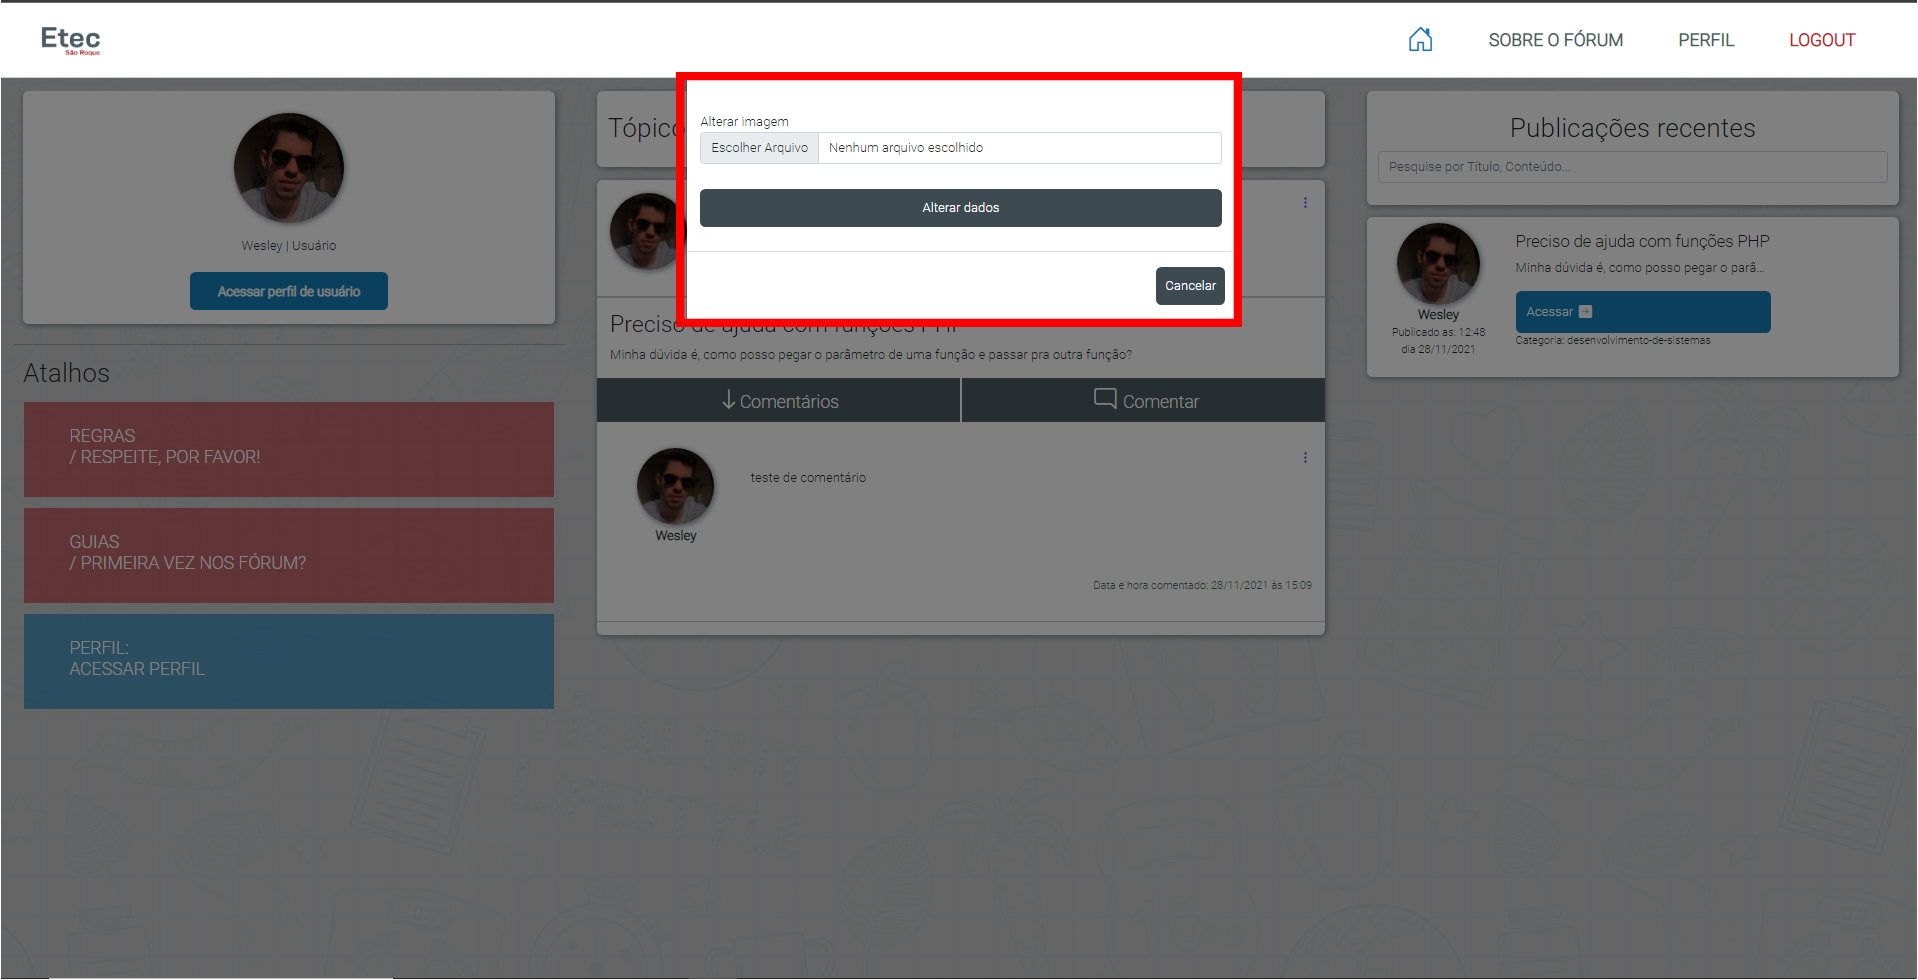 Etec
São Roque
SOBRE O FÓRUM
PERFIL
LOGOUT
Wesley | Usuário
Acessar perfil de usuário
Atalhos
REGRAS
/ RESPEITE, POR FAVOR!
GUIAS
/ PRIMEIRA VEZ NOS FÓRUM?
PERFIL:
ACESSAR PERFIL
Alterar imagem
Escolher Arquivo
Nenhum arquivo escolhido
Alterar dados
Cancelar
Preciso de ajuda com funções PHP
Minha dúvida é, como posso pegar o parâmetro de uma função e passar pra outra função?
Comentários
Comentar
teste de comentário
Wesley
Data e hora comentado: 28/11/2021 às 15:09
Publicações recentes
Pesquise por Título, Conteúdo...
Preciso de ajuda com funções PHP
Minha dúvida é, como posso pegar o parâ...
Acessar
Wesley
Publicado as: 12:48
dia 28/11/2021
Categoria: desenvolvimento-de-sistemas